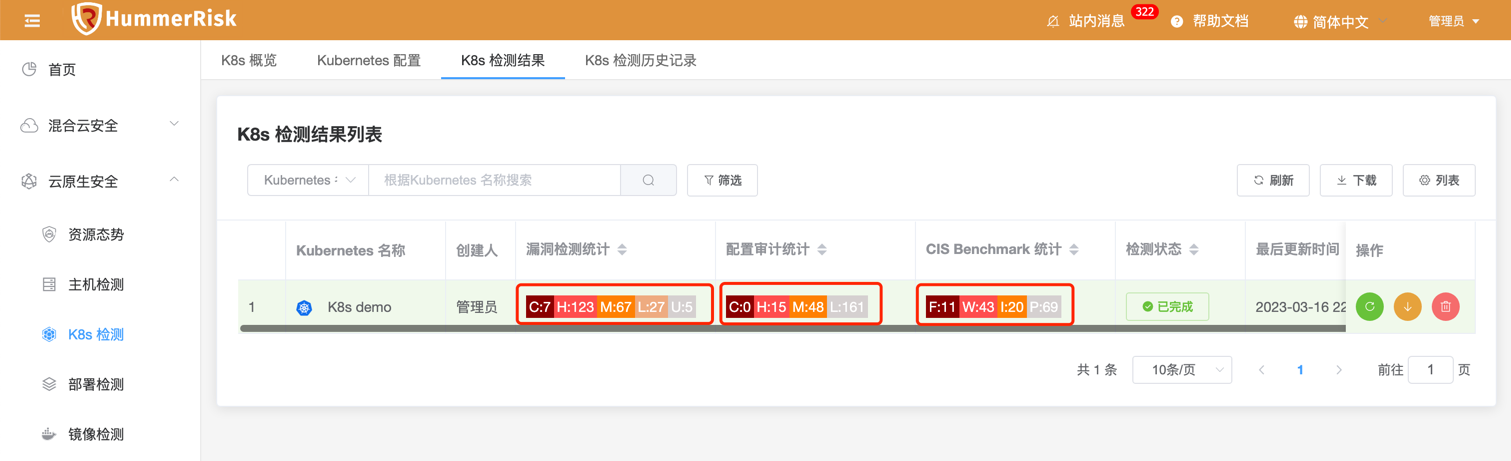 HummerRisk
站内消息 322 帮助文档 简体中文 管理员
首页
混合云安全
云原生安全
资源态势
主机检测
K8s 检测
部署检测
镜像检测
K8s 概览 Kubernetes 配置 K8s 检测结果 K8s 检测历史记录
K8s 检测结果列表
Kubernetes 根据Kubernetes 名称搜索 筛选 刷新 下载 列表
Kubernetes 名称 创建人 漏洞检测统计 配置审计统计 CIS Benchmark 统计 检测状态 最后更新时间 操作
1 K8s demo 管理员 C:7 H:123 M:67 L:27 U:5 C:0 H:15 M:48 L:161 F:11 W:43 I:20 P:69 已完成 2023-03-16 22
共 1 条 10条/页 1 前往 1 页